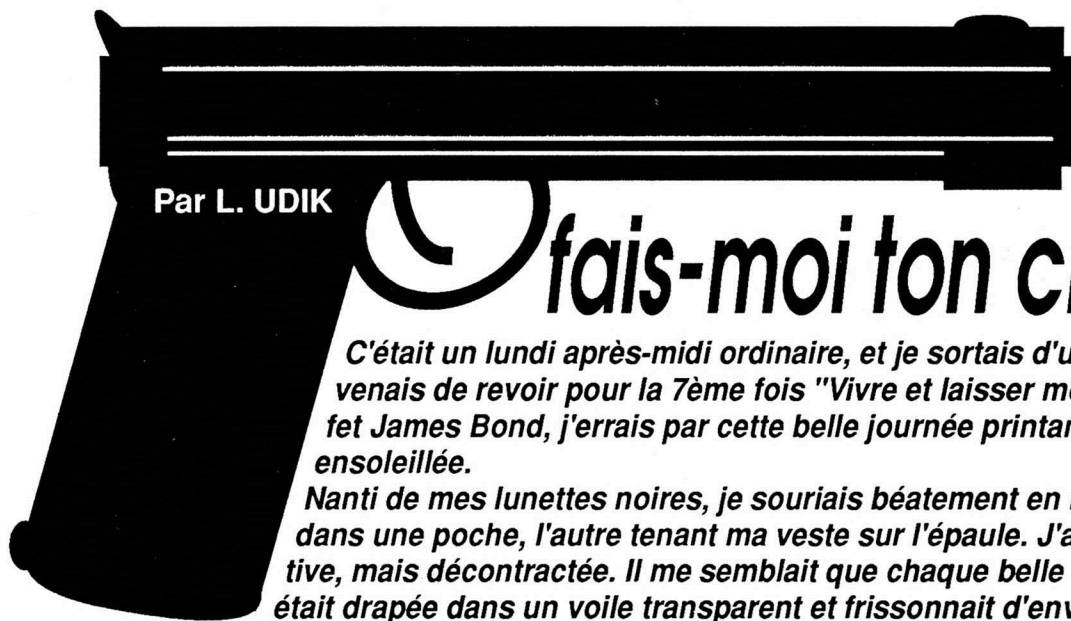 Par L. UDIK
fais-moi ton
C'était un lundi après-midi ordinaire, et je sortais
venais de revoir pour la 7ème fois "Vivre et laisser
fet James Bond, j'errais par cette belle journée
ensoleillée.
Nanti de mes lunettes noires, je souriais béatement en
dans une poche, l'autre tenant ma veste sur l'épaule.
tive, mais décontractée. Il me semblait que chaque belle
était drapée dans un voile transparent et frissonnait